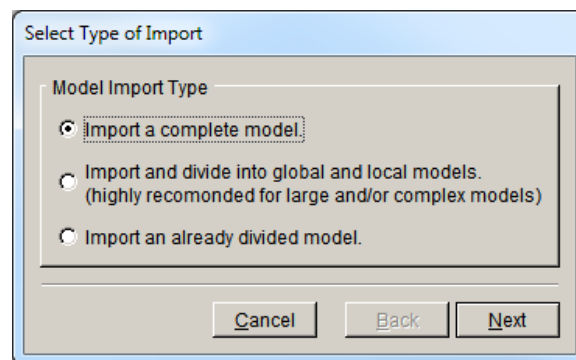 Select Type of Import
Model Import Type
Import a complete model.
Import and divide into global and local models.
(highly recomonded for large and/or complex models)
Import an already divided model.
Cancel
Back
Next